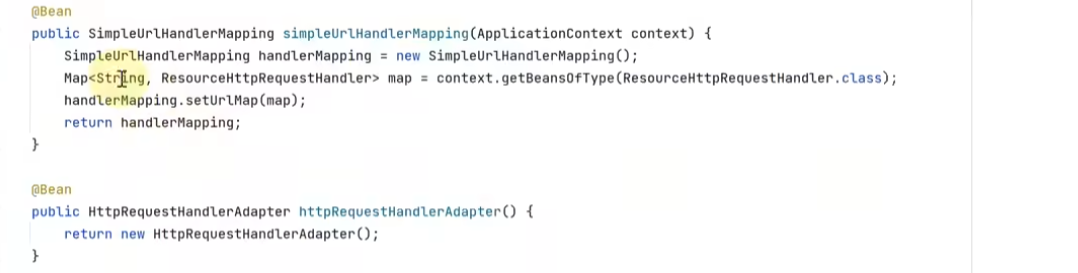 @Bean
public SimpleUrlHandlerMapping simpleUrlHandlerMapping(ApplicationContext context) {
    SimpleUrlHandlerMapping handlerMapping = new SimpleUrlHandlerMapping();
    Map<String, ResourceHttpRequestHandler> map = context.getBeansOfType(ResourceHttpRequestHandler.class);
    handlerMapping.setUrlMap(map);
    return handlerMapping;
}
@Bean
public HttpRequestHandlerAdapter httpRequestHandlerAdapter() {
    return new HttpRequestHandlerAdapter();
}